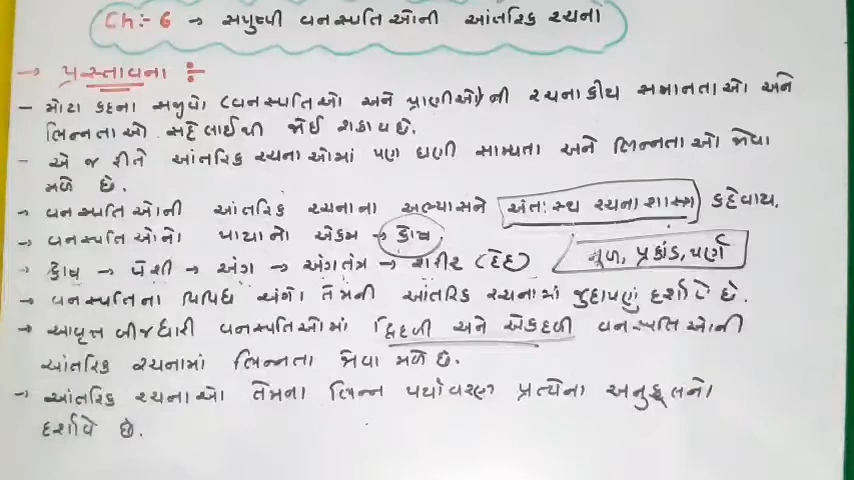 Ch:- 6 → સપુષ્પી વનસ્પતિઓની આંતરિક રચના
→ પ્રસ્તાવના ÷
- મોટા કદના સજીવો (વનસ્પતિઓ અને પ્રાણીઓ)ની રચનાકીય સમાનતાઓ અને
ભિન્નતાઓ સહેલાઈથી જોઈ શકાય છે.
- એ જ રીતે આંતરિક રચનાઓમાં પણ ઘણી સામ્યતા અને ભિન્નતાઓ જોવા
મળે છે.
→ વનસ્પતિઓની આંતરિક રચનાના અભ્યાસને અંતઃસ્થ રચના શાસ્ત્ર કહેવાય.
→ વનસ્પતિઓનો પાયાનો એકમ → કોષ
→ કોષ → પેશી → અંગ → અંગતંત્ર → શરીર (દેહ) મૂળ, પ્રકાંડ, પર્ણ
→ વનસ્પતિના વિવિધ અંગો તેમની આંતરિક રચનામાં જુદાપણું દર્શાવે છે.
→ આવૃત્ત બીજધારી વનસ્પતિઓમાં દ્વિદળી અને એકદળી વનસ્પતિઓની
આંતરિક રચનામાં ભિન્નતા જોવા મળે છે.
→ આંતરિક રચનાઓ તેમના ભિન્ન પર્યાવરણ પ્રત્યેના અનુકૂલનો
દર્શાવે છે.